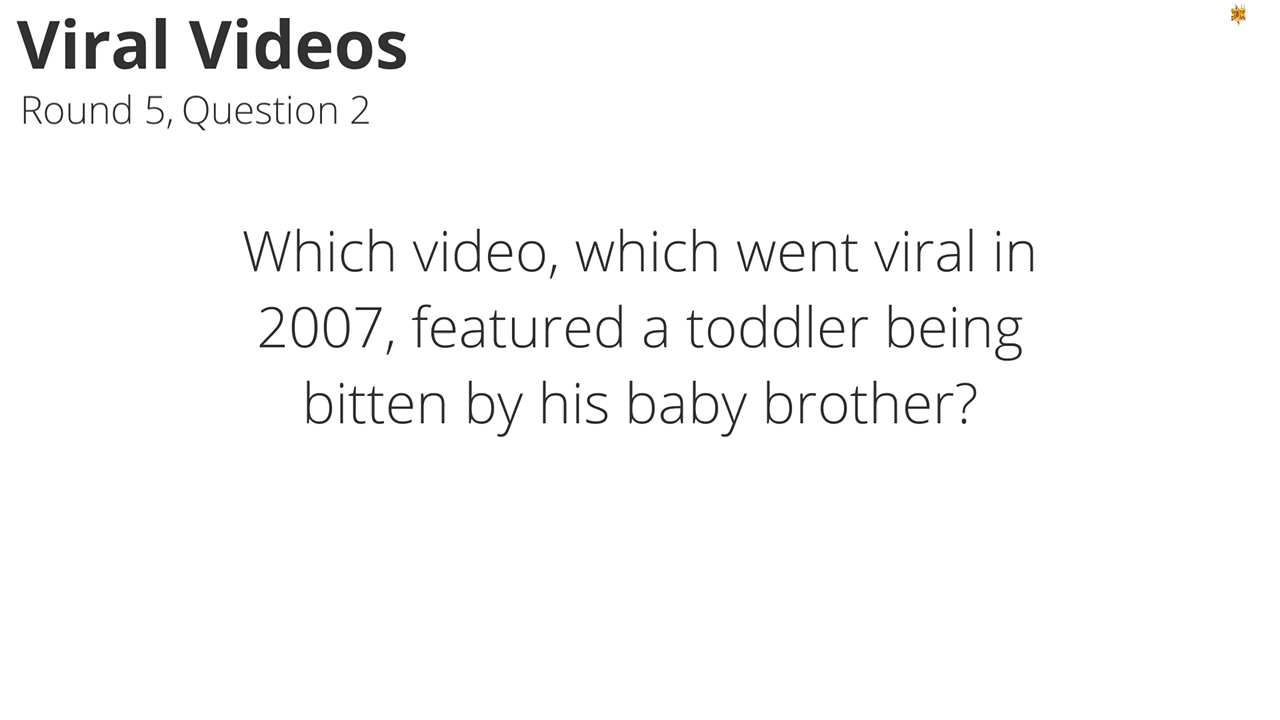 Viral Videos
Round 5, Question 2
Which video, which went viral in
2007, featured a toddler being
bitten by his baby brother?